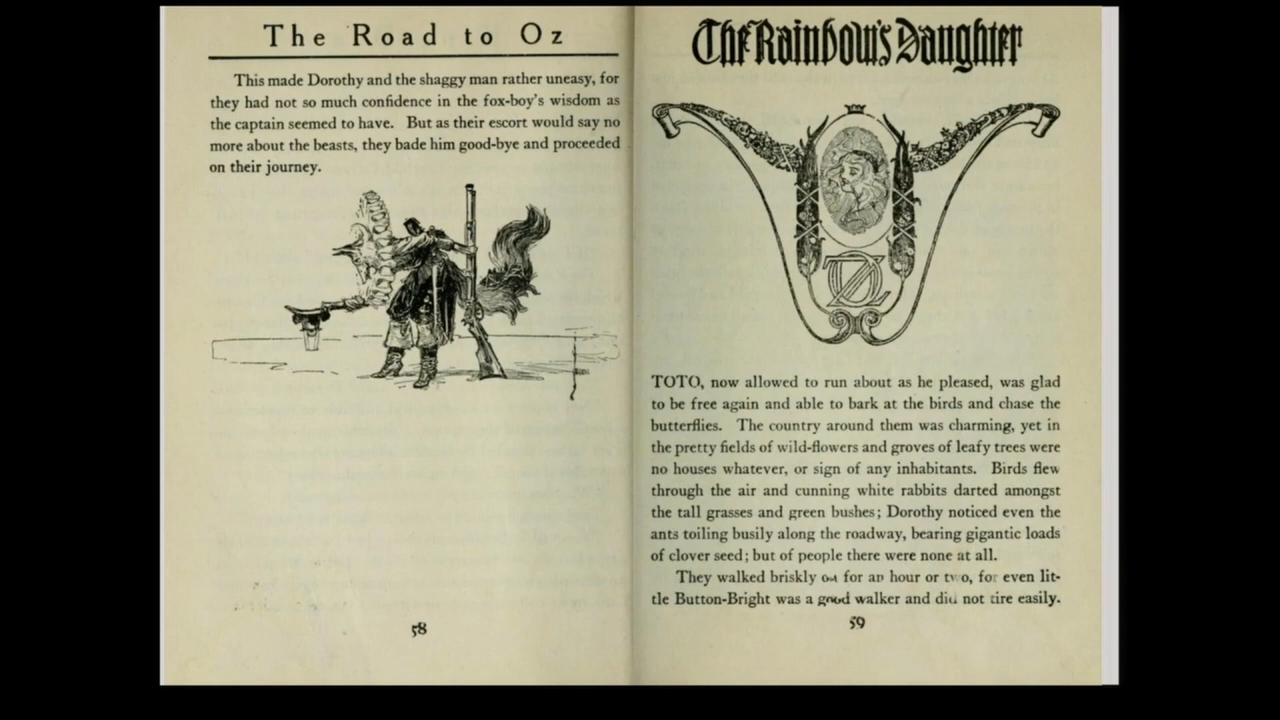 The Road to Oz
This made Dorothy and the shaggy man rather uneasy, for
they had not so much confidence in the fox-boy's wisdom as
the captain seemed to have. But as their escort would say no
more about the beasts, they bade him good-bye and proceeded
on their journey.
58
The Rainbow's Daughter
OZ
TOTO, now allowed to run about as he pleased, was glad
to be free again and able to bark at the birds and chase the
butterflies. The country around them was charming, yet in
the pretty fields of wild-flowers and groves of leafy trees were
no houses whatever, or sign of any inhabitants. Birds flew
through the air and cunning white rabbits darted amongst
the tall grasses and green bushes; Dorothy noticed even the
ants toiling busily along the roadway, bearing gigantic loads
of clover seed; but of people there were none at all.
They walked briskly on for an hour or two, for even lit-
tle Button-Bright was a good walker and did not tire easily.
59